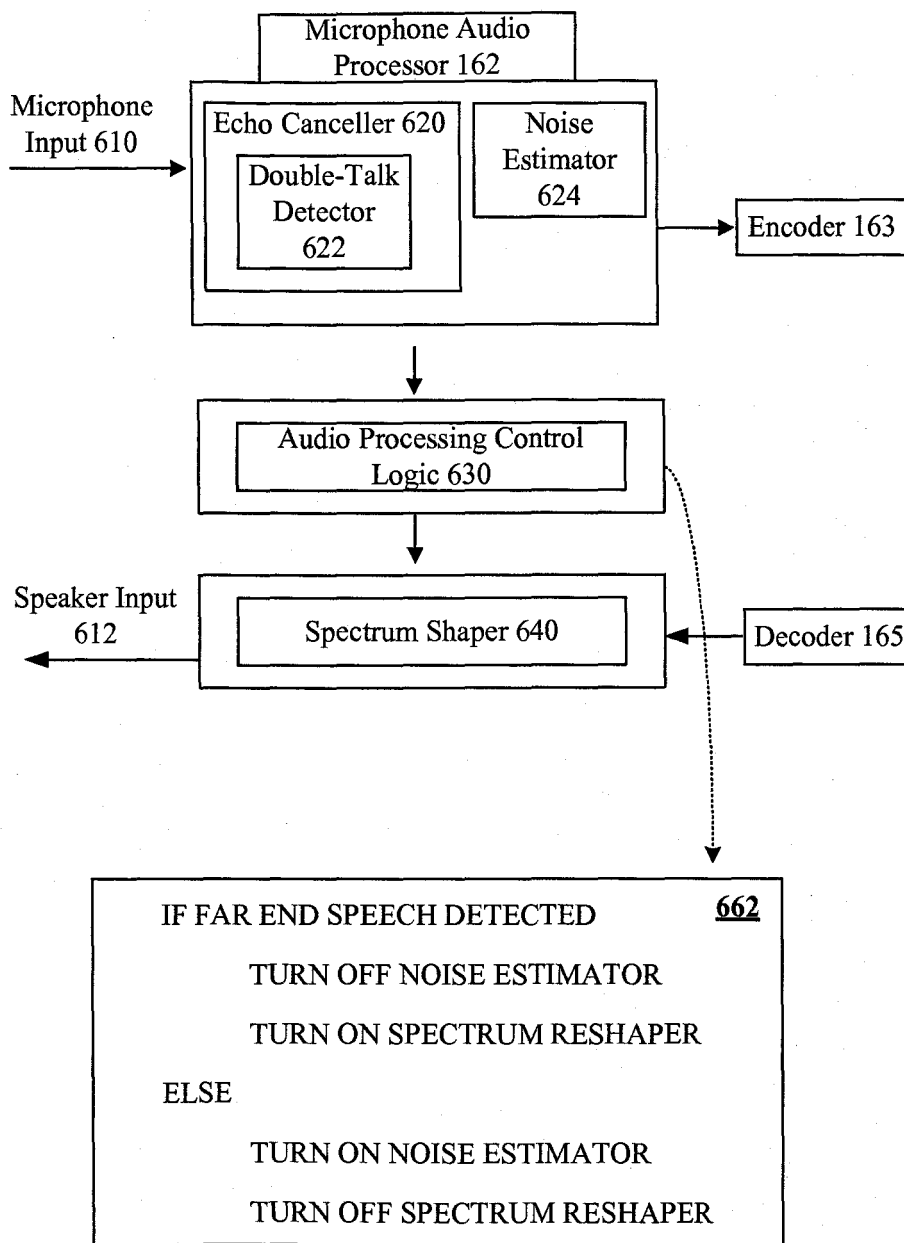 Microphone Audio
Processor 162
Microphone
Input 610
Echo Canceller 620
Double-Talk
Detector
622
Noise
Estimator
624
Encoder 163
Audio Processing Control
Logic 630
Speaker Input
612
Spectrum Shaper 640
Decoder 165
662
IF FAR END SPEECH DETECTED
TURN OFF NOISE ESTIMATOR
TURN ON SPECTRUM RESHAPER
ELSE
TURN ON NOISE ESTIMATOR
TURN OFF SPECTRUM RESHAPER